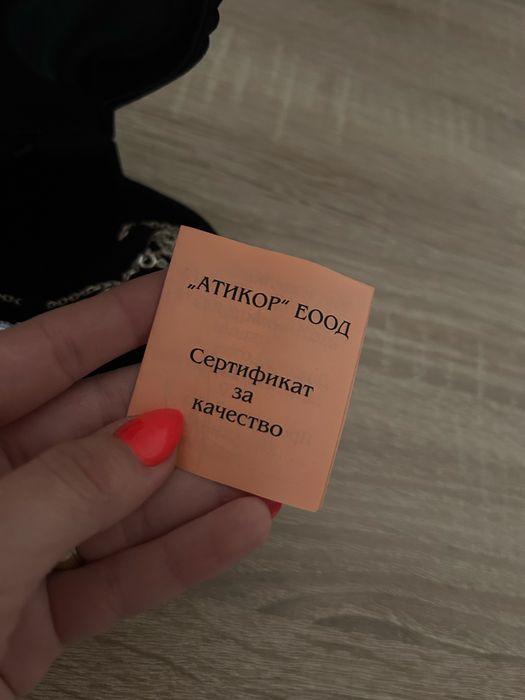 „АТИКОР“ ЕООД
Сертификат
за
качество